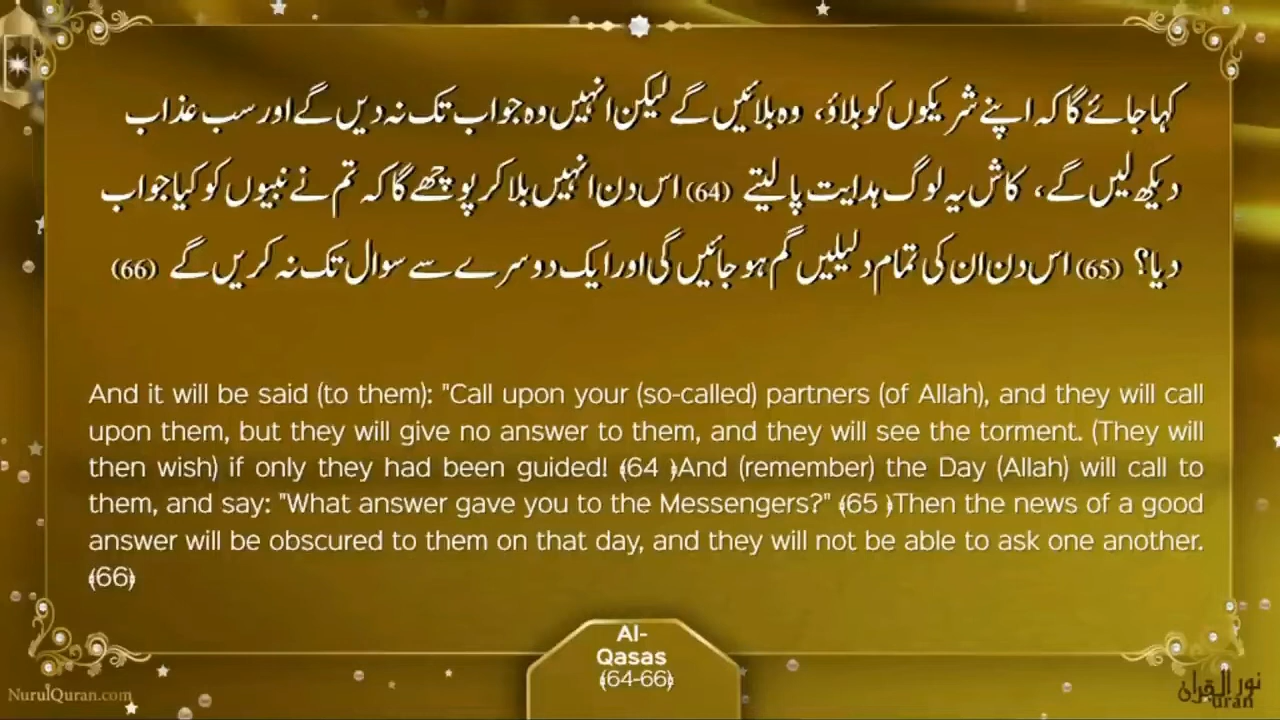 کہا جائے گا کہ اپنے شریکوں کو بلاؤ، وہ بلائیں گے لیکن انہیں وہ جواب تک نہ دیں گے اور سب عذاب
دیکھ لیں گے، کاش یہ لوگ ہدایت پا لیتے (64) اس دن انہیں بلا کر پوچھے گا کہ تم نے نبیوں کو کیا جواب
دیا؟ (65) اس دن ان کی تمام دلیلیں گم ہو جائیں گی اور ایک دوسرے سے سوال تک نہ کریں گے (66)
And it will be said (to them): "Call upon your (so-called) partners (of Allah), and they will call
upon them, but they will give no answer to them, and they will see the torment. (They will
then wish) if only they had been guided! ﴾64 ﴿And (remember) the Day (Allah) will call to
them, and say: "What answer gave you to the Messengers?" ﴾65 ﴿Then the news of a good
answer will be obscured to them on that day, and they will not be able to ask one another.
﴾66﴿
Al-
Qasas
﴾64-66﴿
NurulQuran.com
نور القرآن
uran